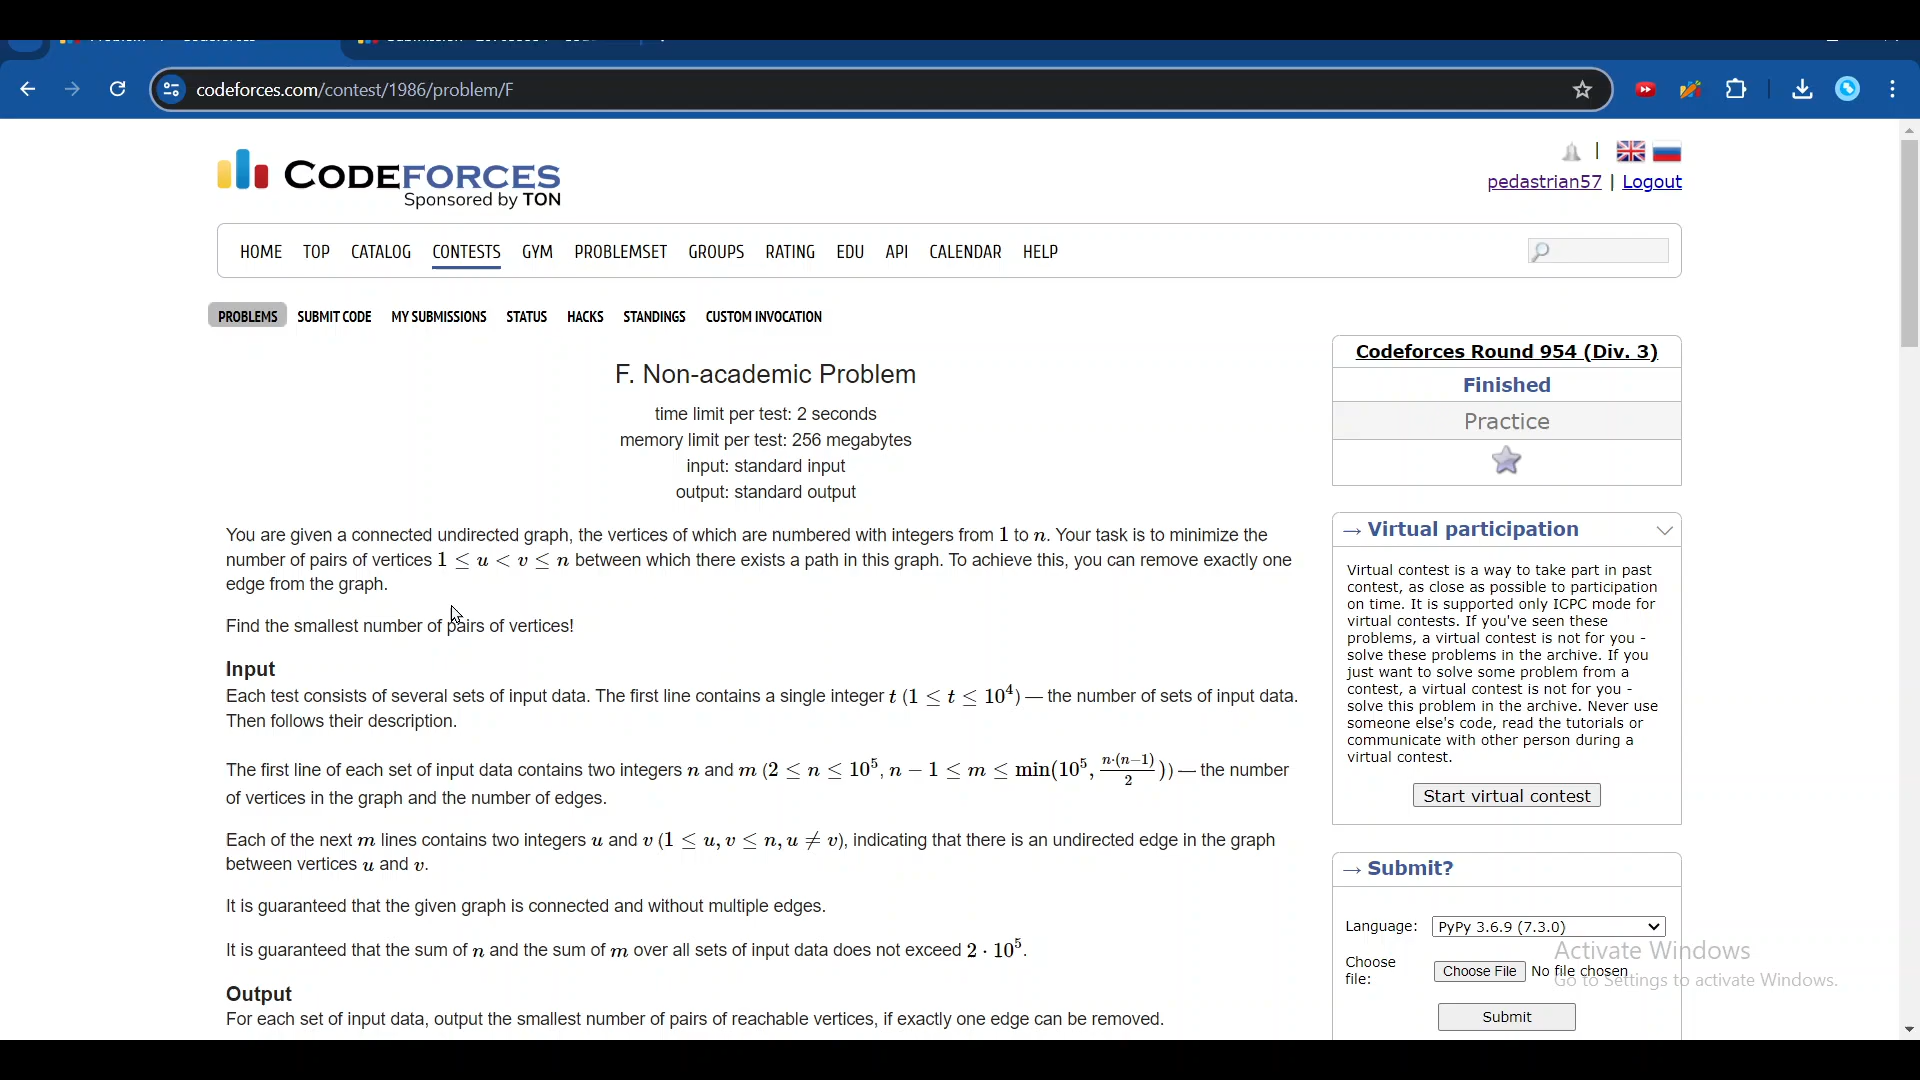 codeforces.com/contest/1986/problem/F
CODEFORCES
Sponsored by TON
|
pedastrian57 | Logout
HOME TOP CATALOG CONTESTS GYM PROBLEMSET GROUPS RATING EDU API CALENDAR HELP
PROBLEMS SUBMIT CODE MY SUBMISSIONS STATUS HACKS STANDINGS CUSTOM INVOCATION
F. Non-academic Problem
time limit per test: 2 seconds
memory limit per test: 256 megabytes
input: standard input
output: standard output
You are given a connected undirected graph, the vertices of which are numbered with integers from 1 to n. Your task is to minimize the
number of pairs of vertices 1 ≤ u < v ≤ n between which there exists a path in this graph. To achieve this, you can remove exactly one
edge from the graph.
Find the smallest number of pairs of vertices!
Input
Each test consists of several sets of input data. The first line contains a single integer t (1 ≤ t ≤ 10⁴) — the number of sets of input data.
Then follows their description.
The first line of each set of input data contains two integers n and m (2 ≤ n ≤ 10⁵, n − 1 ≤ m ≤ min(10⁵, n·(n−1)/2)) — the number
of vertices in the graph and the number of edges.
Each of the next m lines contains two integers u and v (1 ≤ u, v ≤ n, u ≠ v), indicating that there is an undirected edge in the graph
between vertices u and v.
It is guaranteed that the given graph is connected and without multiple edges.
It is guaranteed that the sum of n and the sum of m over all sets of input data does not exceed 2 · 10⁵.
Output
For each set of input data, output the smallest number of pairs of reachable vertices, if exactly one edge can be removed.
Codeforces Round 954 (Div. 3)
Finished
Practice
→ Virtual participation
Virtual contest is a way to take part in past
contest, as close as possible to participation
on time. It is supported only ICPC mode for
virtual contests. If you've seen these
problems, a virtual contest is not for you -
solve these problems in the archive. If you
just want to solve some problem from a
contest, a virtual contest is not for you -
solve this problem in the archive. Never use
someone else's code, read the tutorials or
communicate with other person during a
virtual contest.
Start virtual contest
→ Submit?
Language: PyPy 3.6.9 (7.3.0)
Choose
file: Choose File No file chosen
Submit
Activate Windows
Go to Settings to activate Windows.